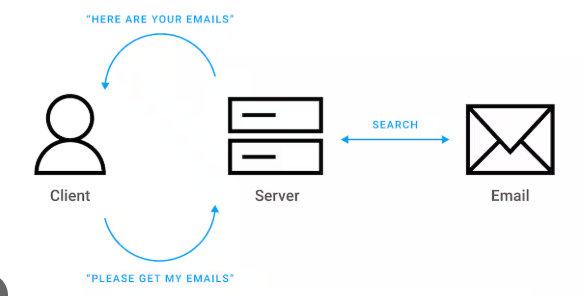 "HERE ARE YOUR EMAILS"
SEARCH
Client
Server
Email
"PLEASE GET MY EMAILS"